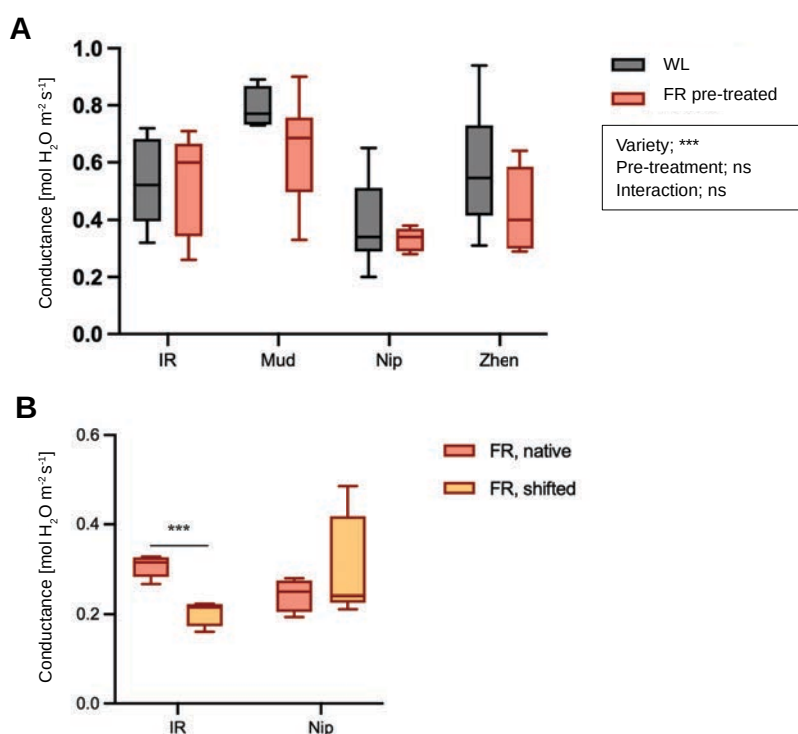 A
Conductance [mol H₂O m⁻² s⁻¹]
1.0
0.8
0.6
0.4
0.2
0.0
IR Mud Nip Zhen
WL
FR pre-treated
Variety; ***
Pre-treatment; ns
Interaction; ns
B
Conductance [mol H₂O m⁻² s⁻¹]
0.6
0.4
0.2
0.0
***
IR Nip
FR, native
FR, shifted